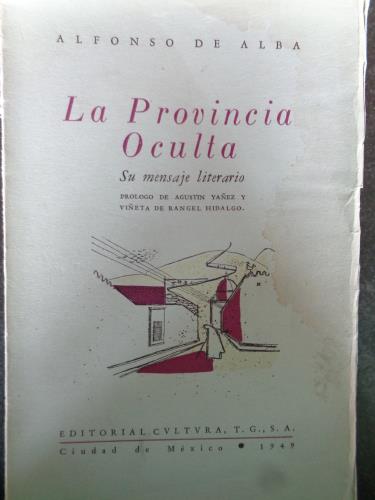 ALFONSO DE ALBA
La Provincia
Oculta
Su mensaje literario
PROLOGO DE AGUSTIN YAÑEZ Y
VIÑETA DE RANGEL HIDALGO.
EDITORIAL CVLTVRA, T. G., S. A.
Ciudad de México • 1949